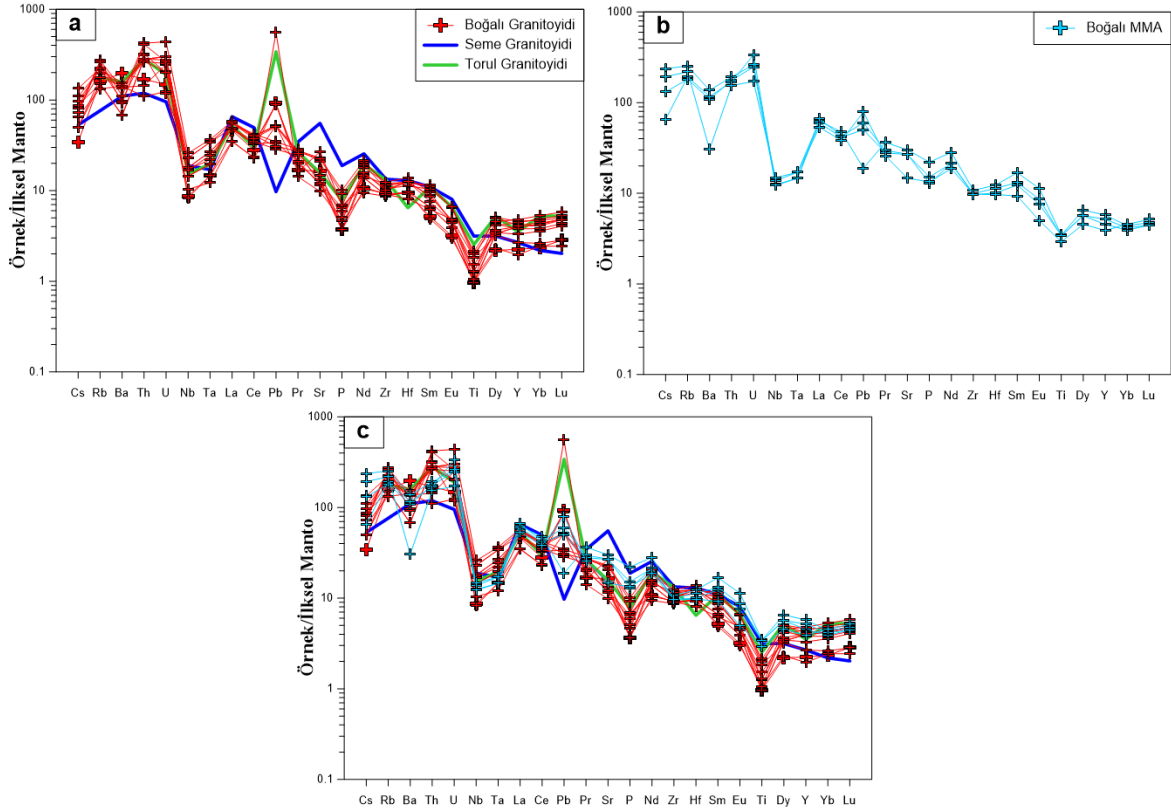 a
Boğalı Granitoyidi
Seme Granitoyidi
Torul Granitoyidi
Örnek/İlksel Manto
1000
100
10
1
0.1
Cs Rb Ba Th U Nb Ta La Ce Pb Pr Sr P Nd Zr Hf Sm Eu Ti Dy Y Yb Lu
b
Boğalı MMA
Örnek/İlksel Manto
1000
100
10
1
0.1
Cs Rb Ba Th U Nb Ta La Ce Pb Pr Sr P Nd Zr Hf Sm Eu Ti Dy Y Yb Lu
c
Örnek/İlksel Manto
1000
100
10
1
0.1
Cs Rb Ba Th U Nb Ta La Ce Pb Pr Sr P Nd Zr Hf Sm Eu Ti Dy Y Yb Lu